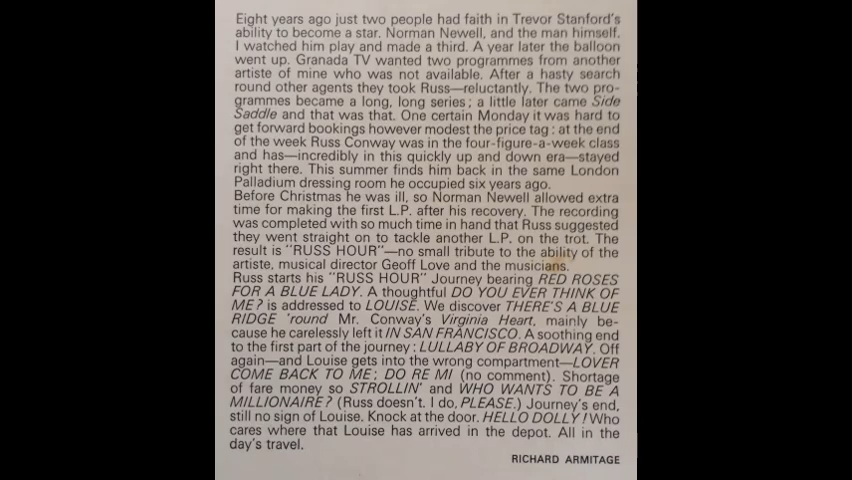 Eight years ago just two people had faith in Trevor Stanford's
ability to become a star. Norman Newell, and the man himself.
I watched him play and made a third. A year later the balloon
went up. Granada TV wanted two programmes from another
artiste of mine who was not available. After a hasty search
round other agents they took Russ—reluctantly. The two pro-
grammes became a long, long series; a little later came Side
Saddle and that was that. One certain Monday it was hard to
get forward bookings however modest the price tag: at the end
of the week Russ Conway was in the four-figure-a-week class
and has—incredibly in this quickly up and down era—stayed
right there. This summer finds him back in the same London
Palladium dressing room he occupied six years ago.
Before Christmas he was ill, so Norman Newell allowed extra
time for making the first L.P. after his recovery. The recording
was completed with so much time in hand that Russ suggested
they went straight on to tackle another L.P. on the trot. The
result is "RUSS HOUR"—no small tribute to the ability of the
artiste, musical director Geoff Love and the musicians.
Russ starts his "RUSS HOUR" Journey bearing RED ROSES
FOR A BLUE LADY. A thoughtful DO YOU EVER THINK OF
ME? is addressed to LOUISE. We discover THERE'S A BLUE
RIDGE 'round Mr. Conway's Virginia Heart, mainly be-
cause he carelessly left it IN SAN FRANCISCO. A soothing end
to the first part of the journey: LULLABY OF BROADWAY. Off
again—and Louise gets into the wrong compartment—LOVER
COME BACK TO ME; DO RE MI (no comment). Shortage
of fare money so STROLLIN' and WHO WANTS TO BE A
MILLIONAIRE? (Russ doesn't. I do, PLEASE.) Journey's end,
still no sign of Louise. Knock at the door. HELLO DOLLY! Who
cares where that Louise has arrived in the depot. All in the
day's travel.
RICHARD ARMITAGE